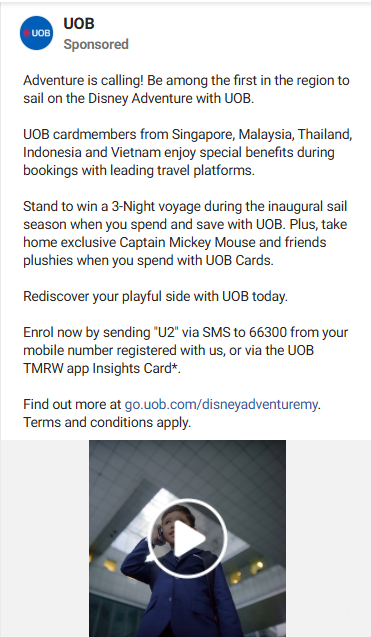 UOB
UOB
Sponsored
Adventure is calling! Be among the first in the region to
sail on the Disney Adventure with UOB.
UOB cardmembers from Singapore, Malaysia, Thailand,
Indonesia and Vietnam enjoy special benefits during
bookings with leading travel platforms.
Stand to win a 3-Night voyage during the inaugural sail
season when you spend and save with UOB. Plus, take
home exclusive Captain Mickey Mouse and friends
plushies when you spend with UOB Cards.
Rediscover your playful side with UOB today.
Enrol now by sending "U2" via SMS to 66300 from your
mobile number registered with us, or via the UOB
TMRW app Insights Card*.
Find out more at go.uob.com/disneyadventuremy.
Terms and conditions apply.